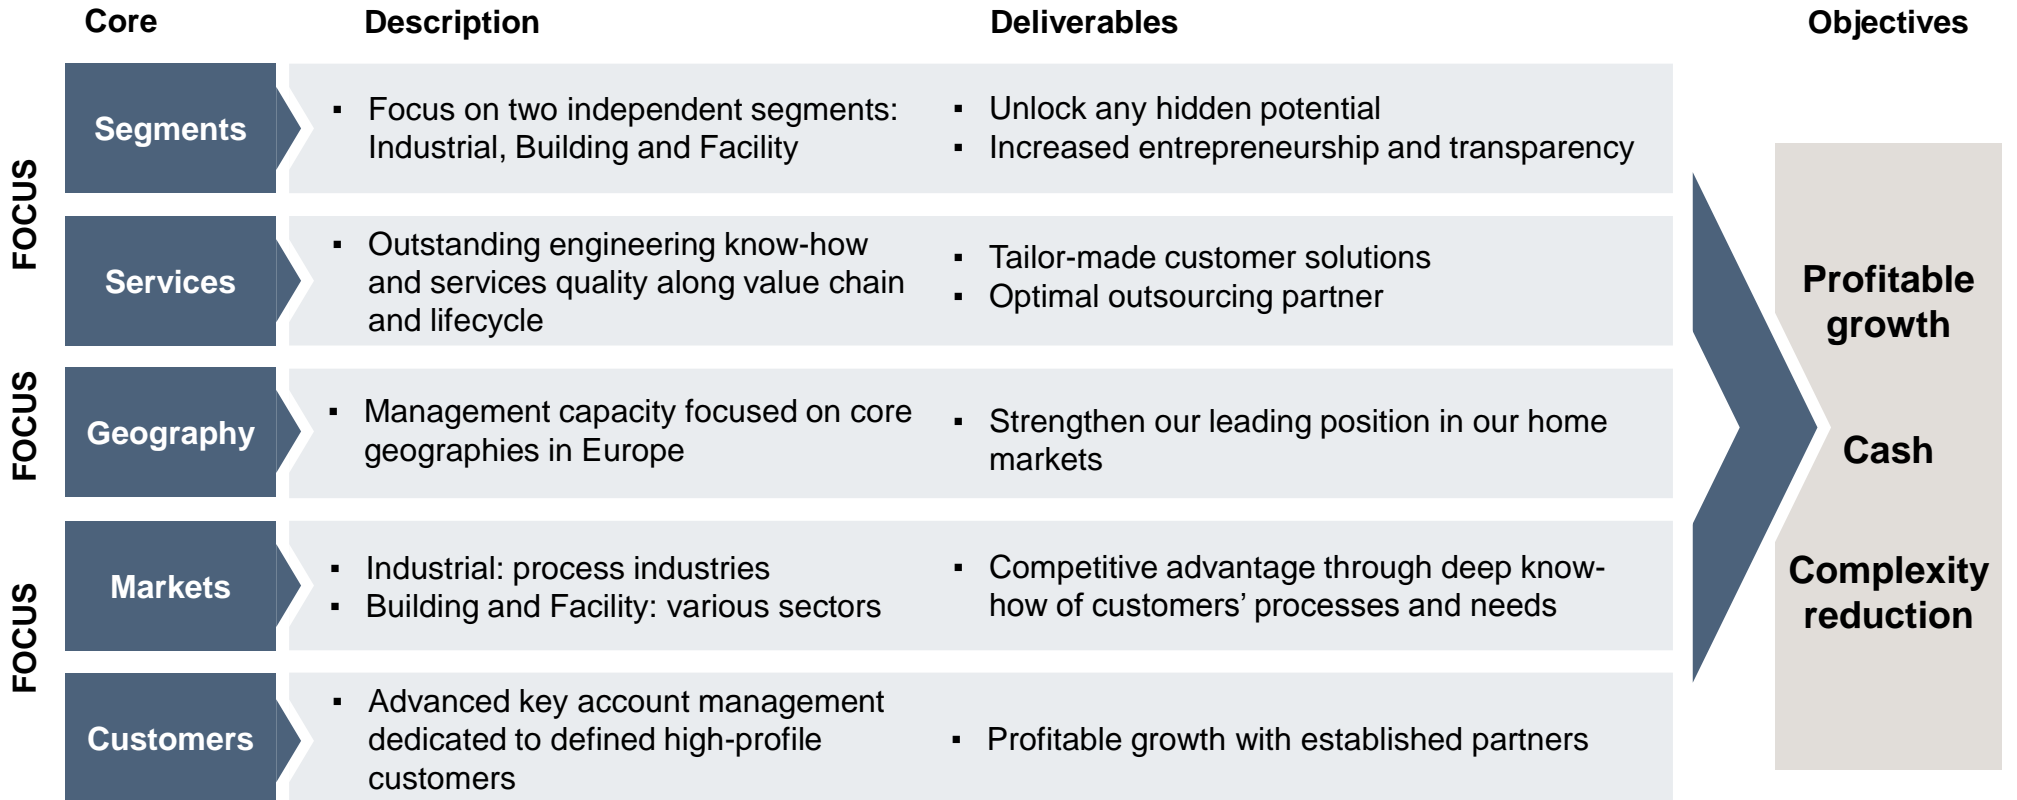 Core
Description
Deliverables
Objectives
FOCUS
FOCUS
FOCUS
Segments
▪ Focus on two independent segments:
Industrial, Building and Facility
▪ Unlock any hidden potential
▪ Increased entrepreneurship and transparency
Services
▪ Outstanding engineering know-how
and services quality along value chain
and lifecycle
▪ Tailor-made customer solutions
▪ Optimal outsourcing partner
Geography
▪ Management capacity focused on core
geographies in Europe
▪ Strengthen our leading position in our home
markets
Markets
▪ Industrial: process industries
▪ Building and Facility: various sectors
▪ Competitive advantage through deep know-
how of customers’ processes and needs
Customers
▪ Advanced key account management
dedicated to defined high-profile
customers
▪ Profitable growth with established partners
Profitable
growth
Cash
Complexity
reduction